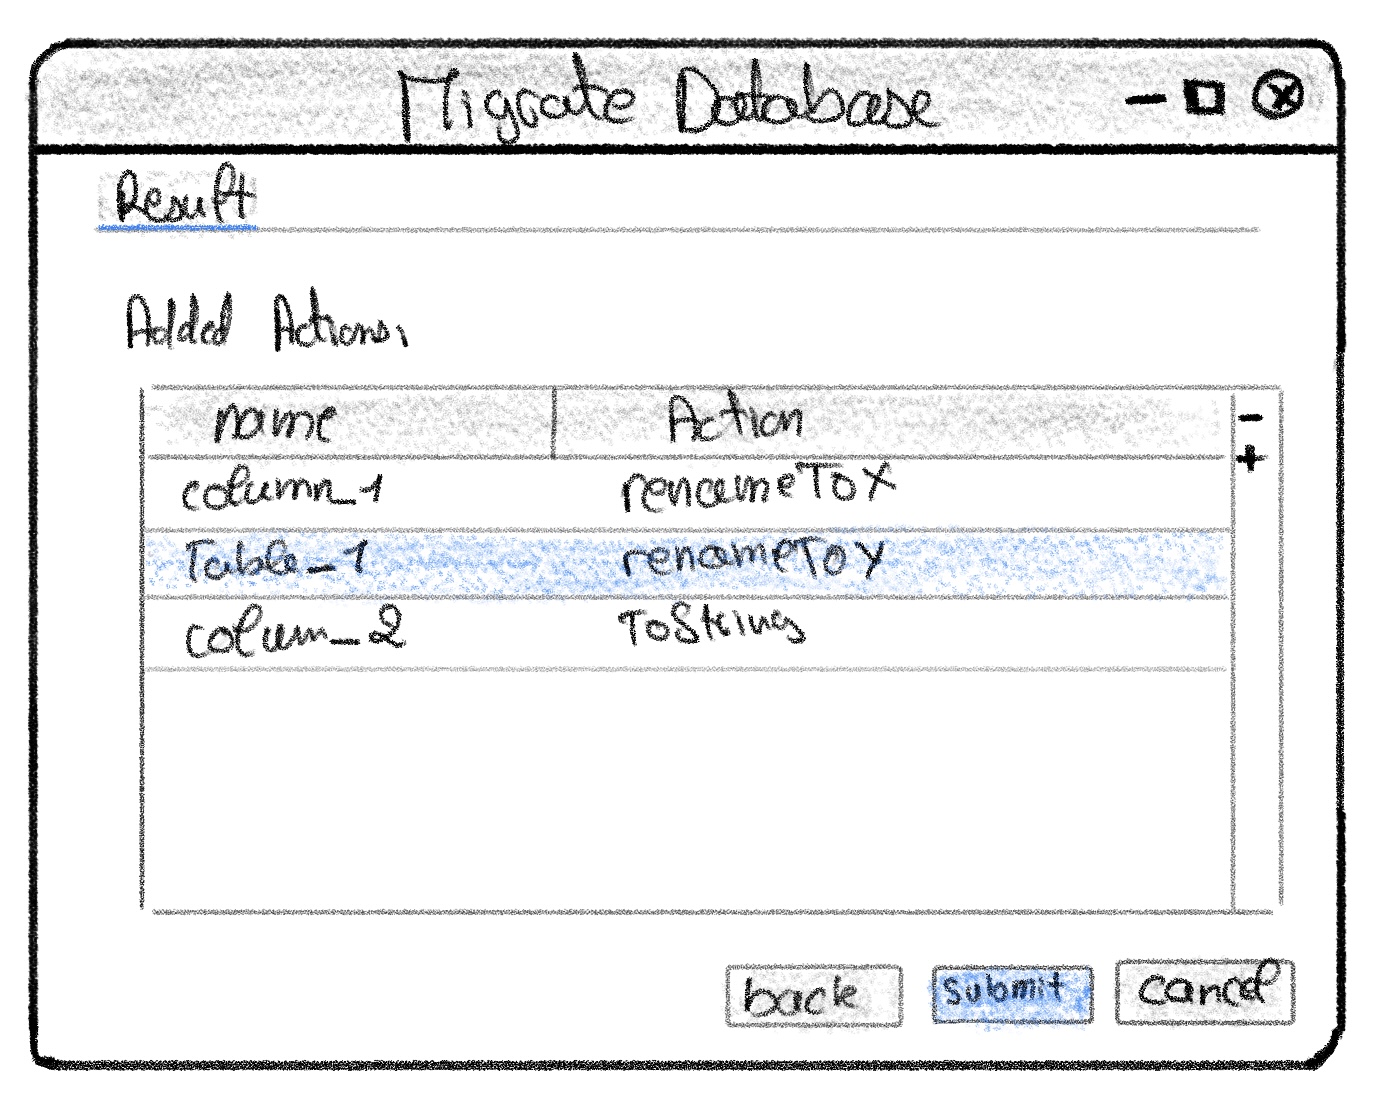 Migrate Database
Result
Added Actions:
name Action
column_1 renameToX
Table_1 renameToY
colum_2 ToString
back Submit cancel